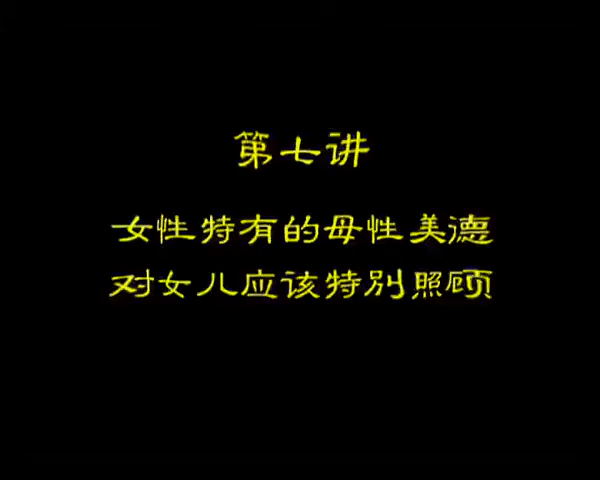 第七讲
女性特有的母性美德
对女儿应该特别照顾